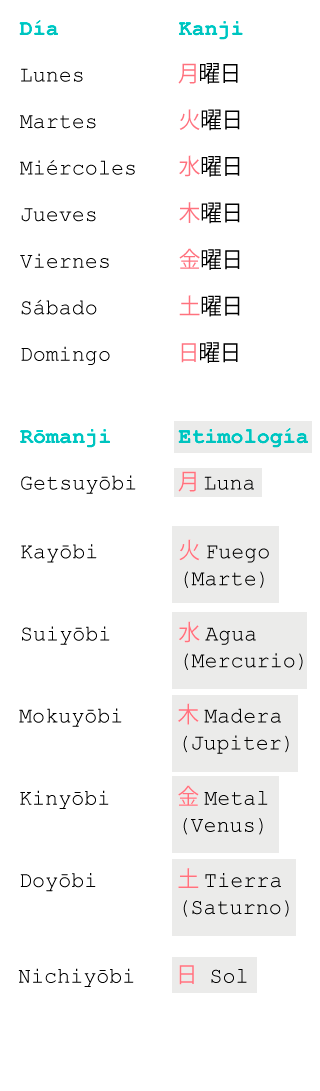 Día Kanji
Lunes 月曜日
Martes 火曜日
Miércoles 水曜日
Jueves 木曜日
Viernes 金曜日
Sábado 土曜日
Domingo 日曜日
Rōmanji Etimología
Getsuyōbi 月 Luna
Kayōbi 火 Fuego
(Marte)
Suiyōbi 水 Agua
(Mercurio)
Mokuyōbi 木 Madera
(Jupiter)
Kinyōbi 金 Metal
(Venus)
Doyōbi 土 Tierra
(Saturno)
Nichiyōbi 日 Sol